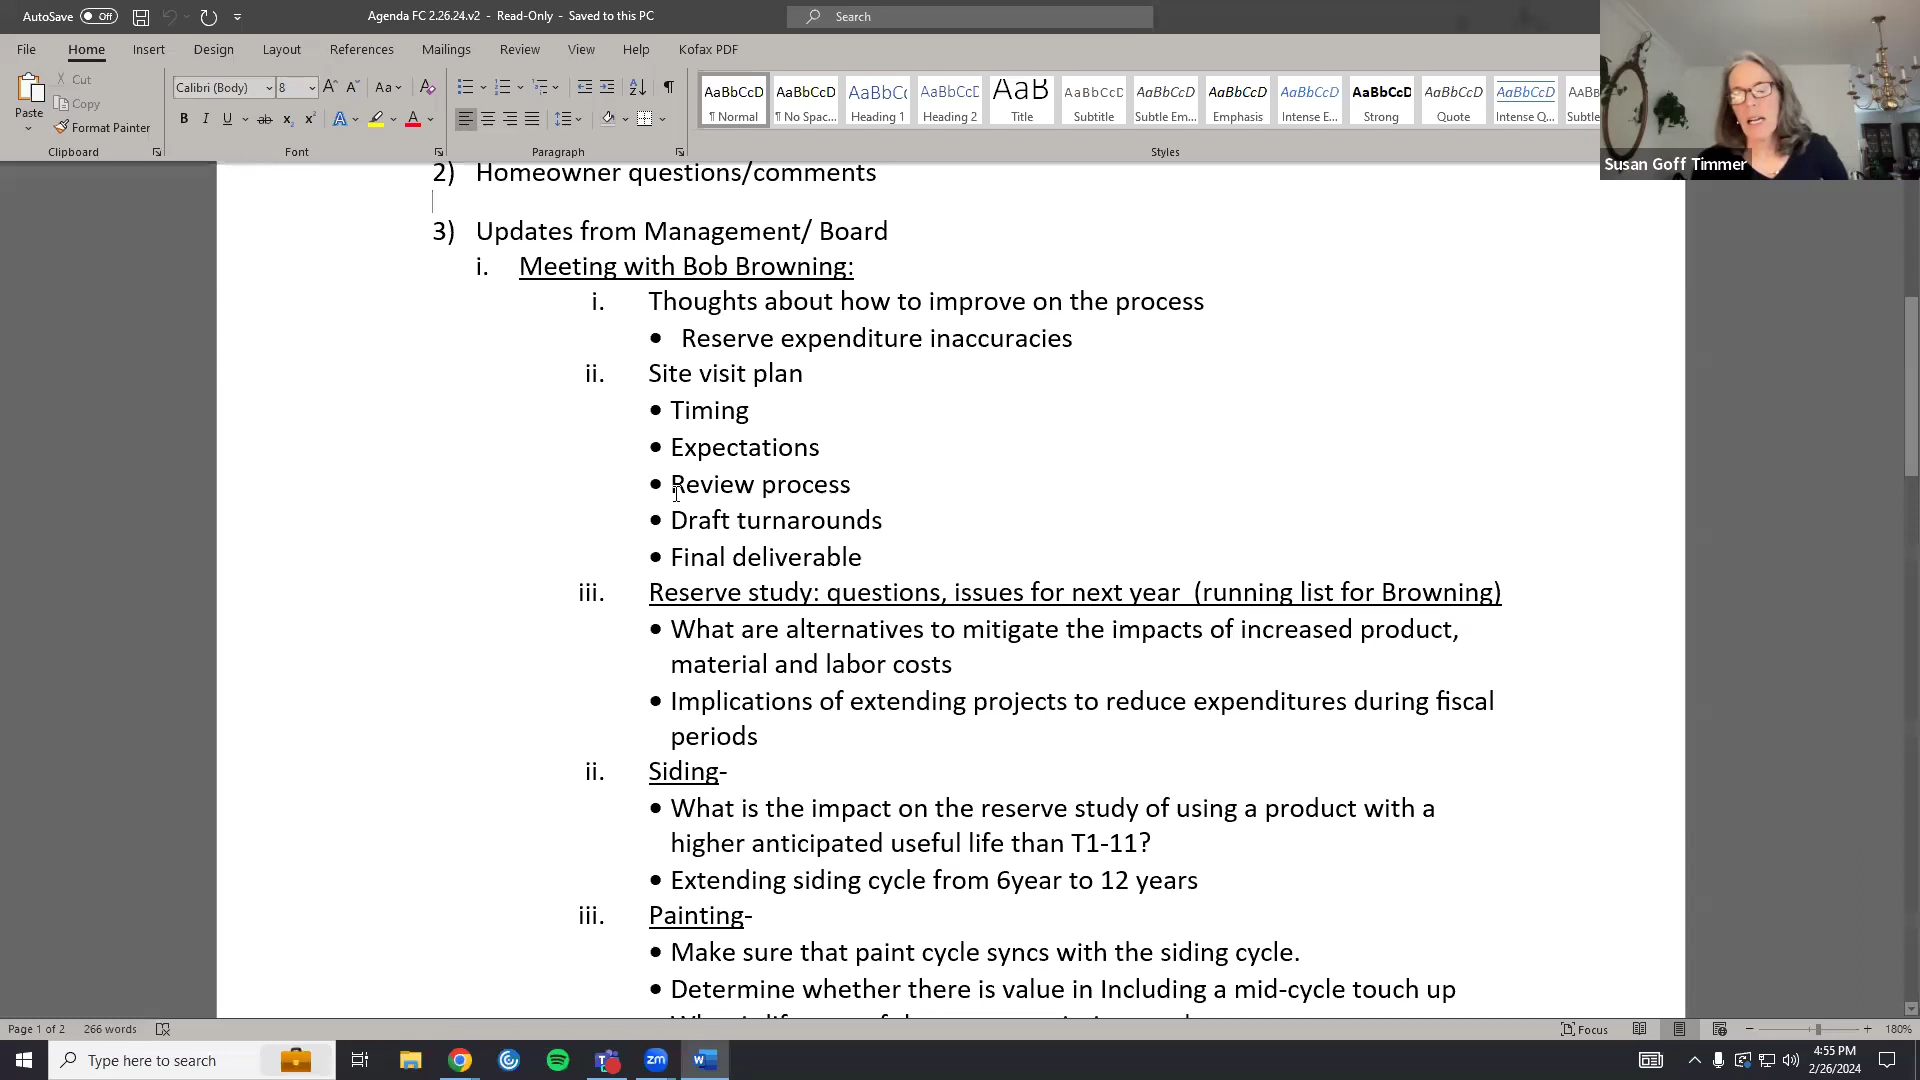 AutoSave Off Agenda FC 2.26.24.v2 - Read-Only - Saved to this PC Search
File Home Insert Design Layout References Mailings Review View Help Kofax PDF
Paste Cut Copy Format Painter
Calibri (Body) 8
AaBbCcD AaBbCcD AaBbCc AaBbCcD AaB AaBbCcD AaBbCcD AaBbCcD AaBbCcD AaBbCcD AaBbCcD AaBbCcD AaBb
¶ Normal ¶ No Spac... Heading 1 Heading 2 Title Subtitle Subtle Em... Emphasis Intense E... Strong Quote Intense Q... Subtle
Clipboard Font Paragraph Styles
Susan Goff Timmer
2) Homeowner questions/comments
3) Updates from Management/ Board
i. Meeting with Bob Browning:
i. Thoughts about how to improve on the process
• Reserve expenditure inaccuracies
ii. Site visit plan
• Timing
• Expectations
• Review process
• Draft turnarounds
• Final deliverable
iii. Reserve study: questions, issues for next year (running list for Browning)
• What are alternatives to mitigate the impacts of increased product,
material and labor costs
• Implications of extending projects to reduce expenditures during fiscal
periods
ii. Siding-
• What is the impact on the reserve study of using a product with a
higher anticipated useful life than T1-11?
• Extending siding cycle from 6year to 12 years
iii. Painting-
• Make sure that paint cycle syncs with the siding cycle.
• Determine whether there is value in Including a mid-cycle touch up
Page 1 of 2 266 words Focus 180%
Type here to search
4:55 PM
2/26/2024